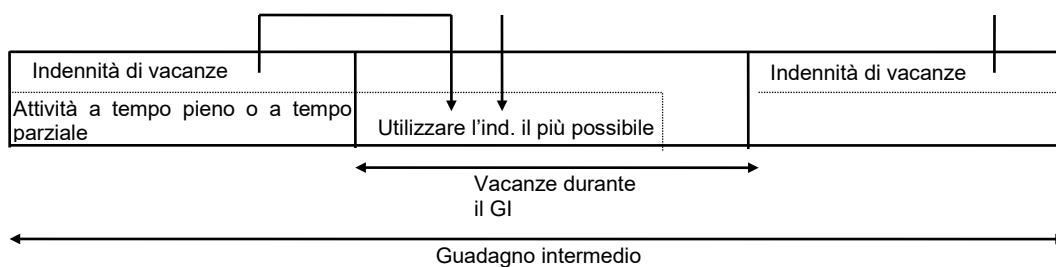 Indennità di vacanze
Indennità di vacanze
Attività a tempo pieno o a tempo
parziale
Utilizzare l’ind. il più possibile
Vacanze durante
il GI
Guadagno intermedio